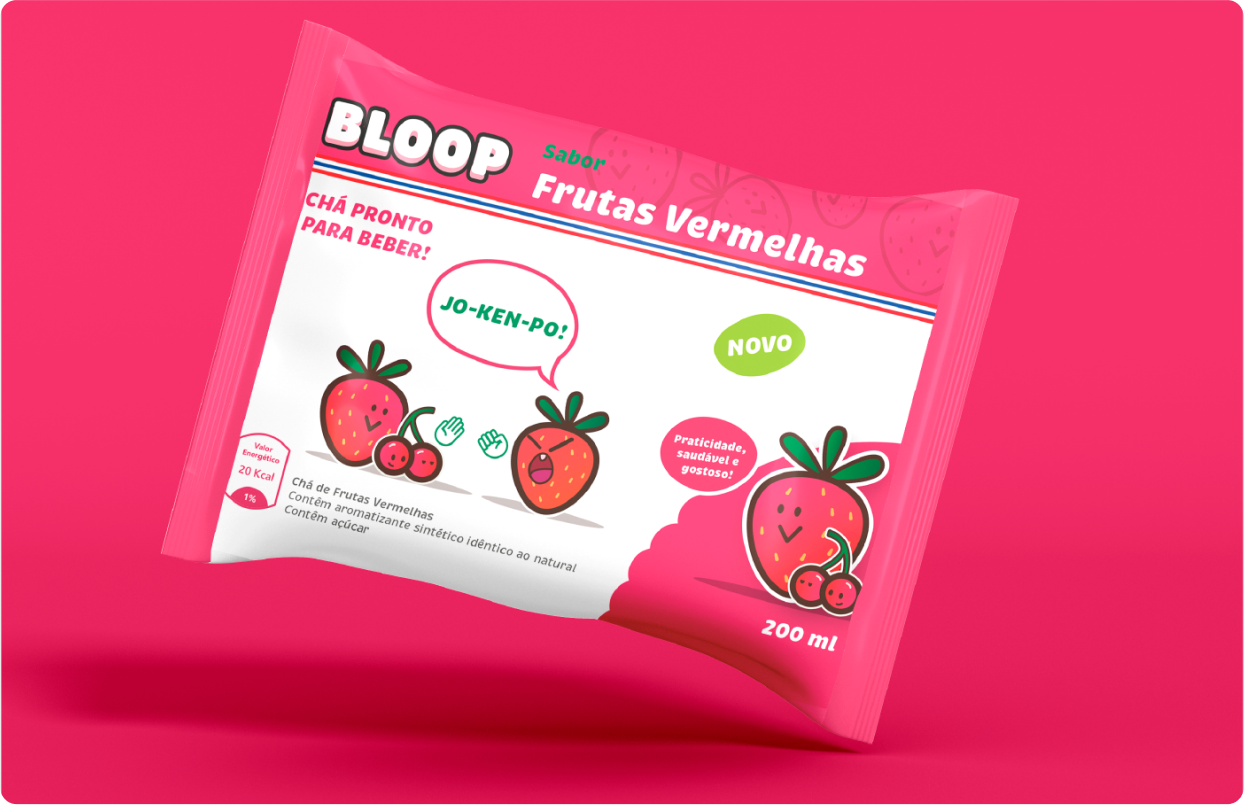 BLOOP
Sabor
Frutas Vermelhas
CHÁ PRONTO
PARA BEBER!
JO-KEN-PO!
NOVO
Praticidade,
saudável e
gostoso!
Valor
Energético
20 Kcal
1%
Chá de Frutas Vermelhas
Contêm aromatizante sintético idêntico ao natural
Contêm açúcar
200 ml